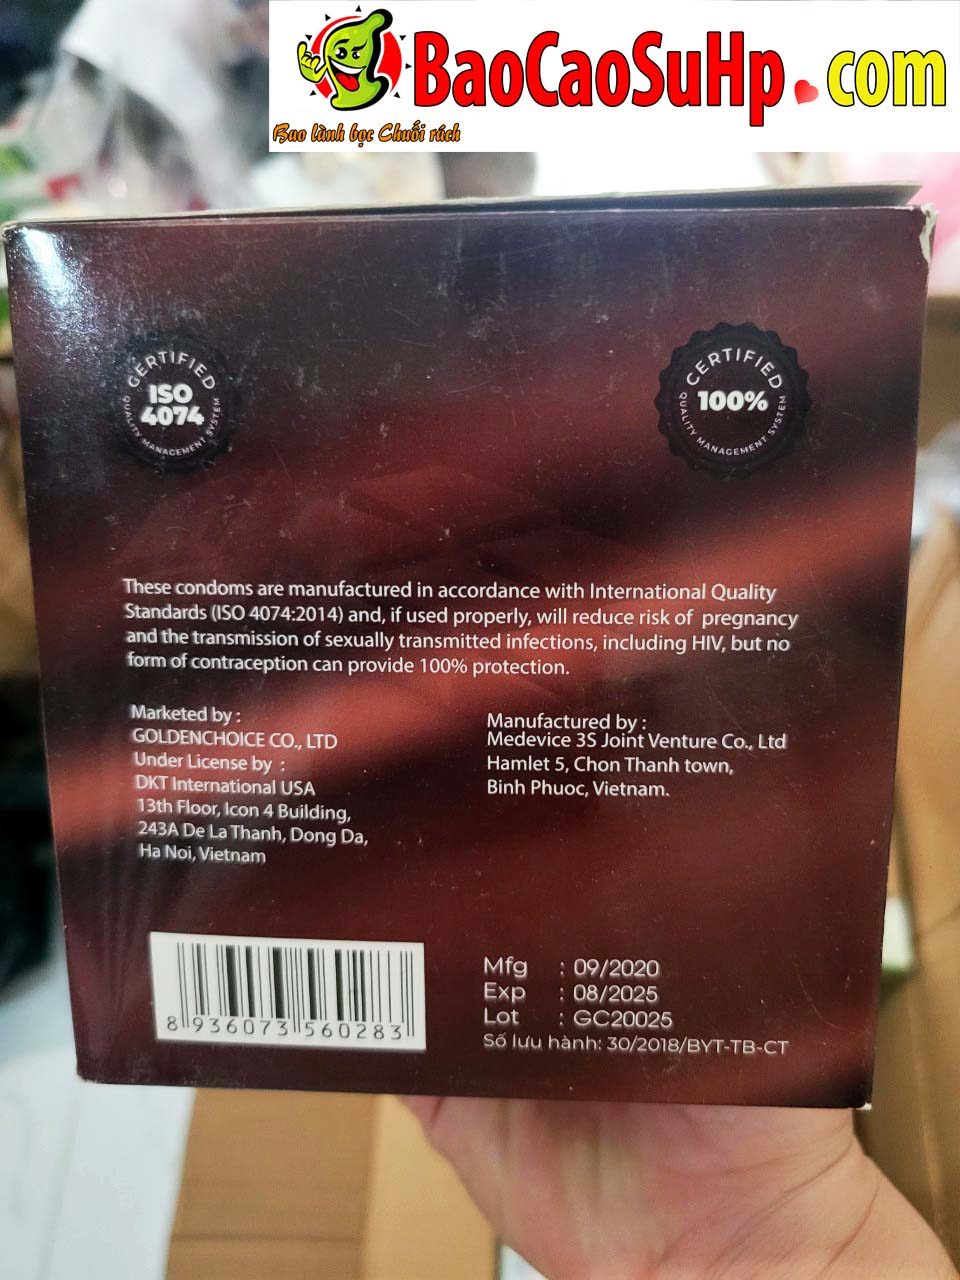 BaoCaoSuHp.com
Bao lành bọc Chuối rách
CERTIFIED
ISO
4074
QUALITY MANAGEMENT SYSTEM
CERTIFIED
100%
QUALITY MANAGEMENT SYSTEM
These condoms are manufactured in accordance with International Quality
Standards (ISO 4074:2014) and, if used properly, will reduce risk of pregnancy
and the transmission of sexually transmitted infections, including HIV, but no
form of contraception can provide 100% protection.
Marketed by :
GOLDENCHOICE CO., LTD
Under License by :
DKT International USA
13th Floor, Icon 4 Building,
243A De La Thanh, Dong Da,
Ha Noi, Vietnam
Manufactured by :
Medevice 3S Joint Venture Co., Ltd
Hamlet 5, Chon Thanh town,
Binh Phuoc, Vietnam.
8 936073 560283
Mfg : 09/2020
Exp : 08/2025
Lot : GC20025
Số lưu hành: 30/2018/BYT-TB-CT